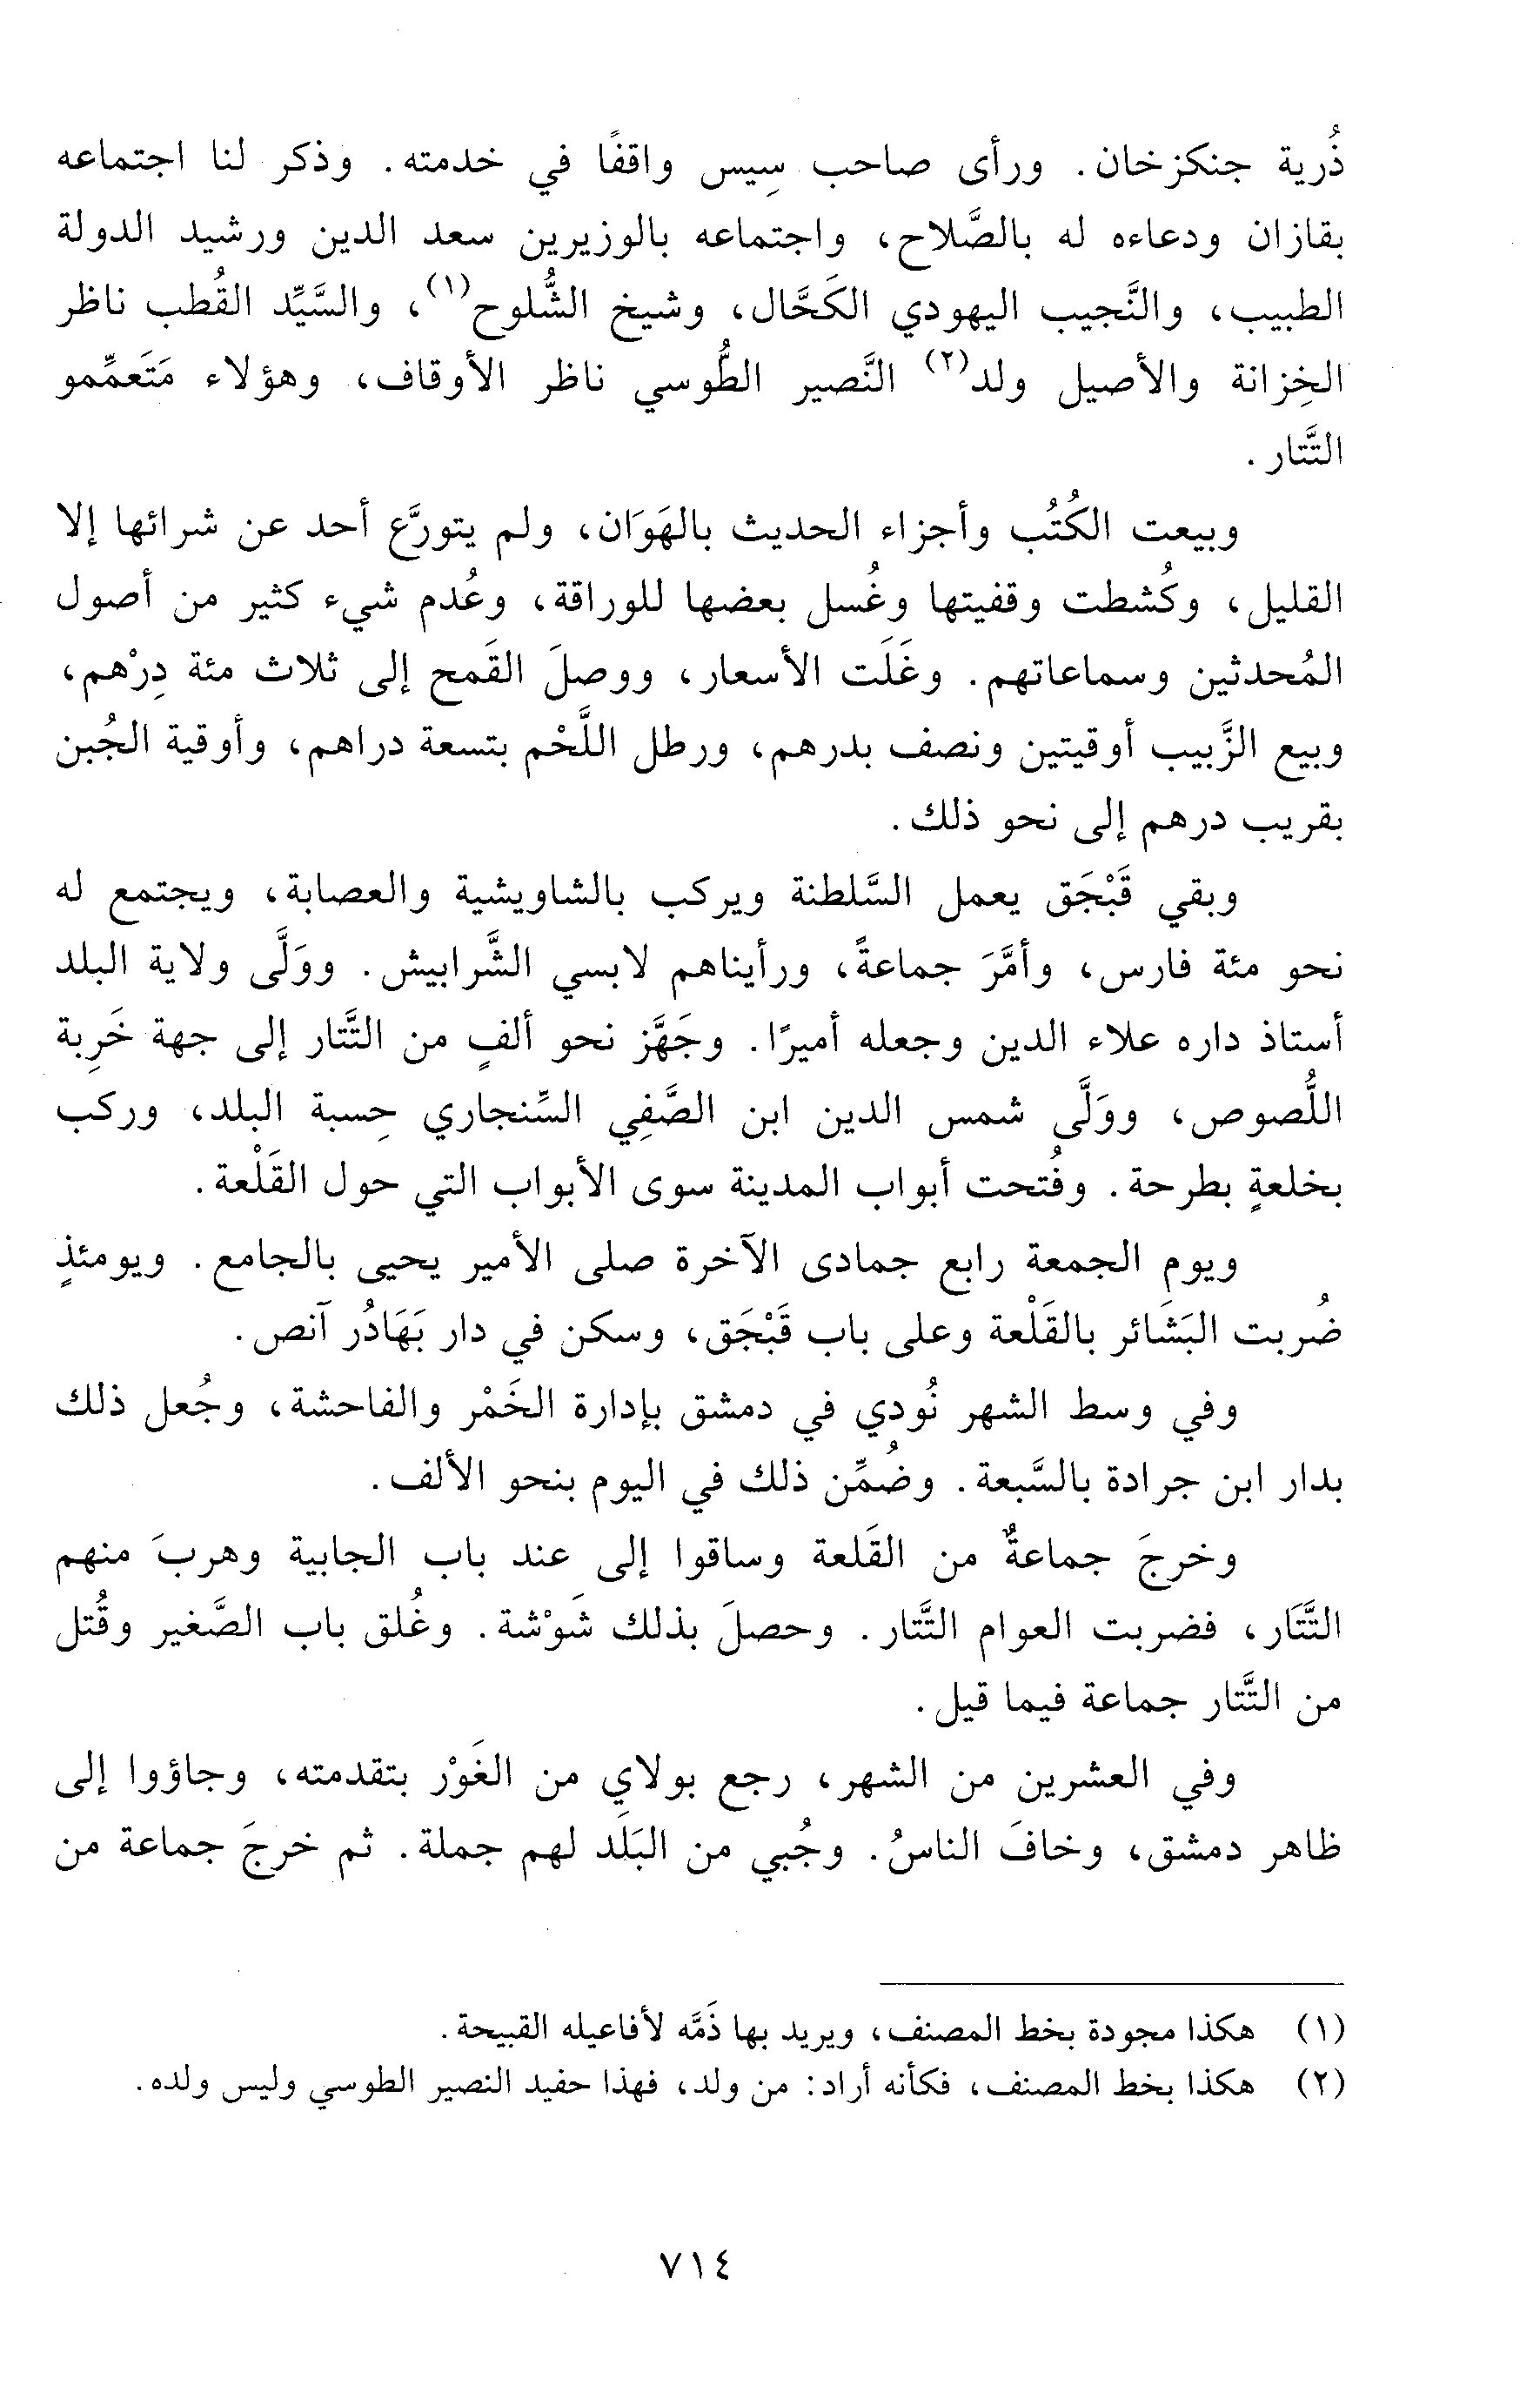 ذُرية جنكزخان. ورأى صاحب سِيس واقفًا في خدمته. وذكر لنا اجتماعه
بقازان ودعاءه له بالصَّلاح، واجتماعه بالوزيرين سعد الدين ورشيد الدولة
الطبيب، والنَّجيب اليهودي الكَحَّال، وشيخ الشُّلوح(١)، والسَّيِّد القُطب ناظر
الخِزانة والأصيل ولد(٢) النَّصير الطُّوسي ناظر الأوقاف، وهؤلاء مَتَعمِّمو
التَّتار.
وبيعت الكُتُب وأجزاء الحديث بالهَوَان، ولم يتورَّع أحد عن شرائها إلا
القليل، وكُشطت وقفيتها وغُسل بعضها للوراقة، وعُدم شيء كثير من أصول
المُحدثين وسماعاتهم. وغَلَت الأسعار، ووصلَ القَمح إلى ثلاث مئة دِرْهم،
وبيع الزَّبيب أوقيتين ونصف بدرهم، ورطل اللَّحْم بتسعة دراهم، وأوقية الجُبن
بقريب درهم إلى نحو ذلك.
وبقي قَبْجَق يعمل السَّلطنة ويركب بالشاويشية والعصابة، ويجتمع له
نحو مئة فارس، وأمَّرَ جماعةً، ورأيناهم لابسي الشَّرابيش. ووَلَّى ولاية البلد
أستاذ داره علاء الدين وجعله أميرًا. وجَهَّز نحو ألفٍ من التَّتار إلى جهة خَرِبة
اللُّصوص، ووَلَّى شمس الدين ابن الصَّفِي السِّنجاري حِسبة البلد، وركب
بخلعةٍ بطرحة. وفُتحت أبواب المدينة سوى الأبواب التي حول القَلْعة.
ويوم الجمعة رابع جمادى الآخرة صلى الأمير يحيى بالجامع. ويومئذٍ
ضُربت البَشَائر بالقَلْعة وعلى باب قَبْجَق، وسكن في دار بَهَادُر آنص.
وفي وسط الشهر نُودي في دمشق بإدارة الخَمْر والفاحشة، وجُعل ذلك
بدار ابن جرادة بالسَّبعة. وضُمِّن ذلك في اليوم بنحو الألف.
وخرجَ جماعةٌ من القَلعة وساقوا إلى عند باب الجابية وهربَ منهم
التَّتَار، فضربت العوام التَّتار. وحصلَ بذلك شَوْشة. وغُلق باب الصَّغير وقُتل
من التَّتار جماعة فيما قيل.
وفي العشرين من الشهر، رجع بولاي من الغَوْر بتقدمته، وجاؤوا إلى
ظاهر دمشق، وخافَ الناسُ. وجُبي من البَلَد لهم جملة. ثم خرجَ جماعة من
(١) هكذا مجودة بخط المصنف، ويريد بها ذَمَّه لأفاعيله القبيحة.
(٢) هكذا بخط المصنف، فكأنه أراد: من ولد، فهذا حفيد النصير الطوسي وليس ولده.
٧١٤